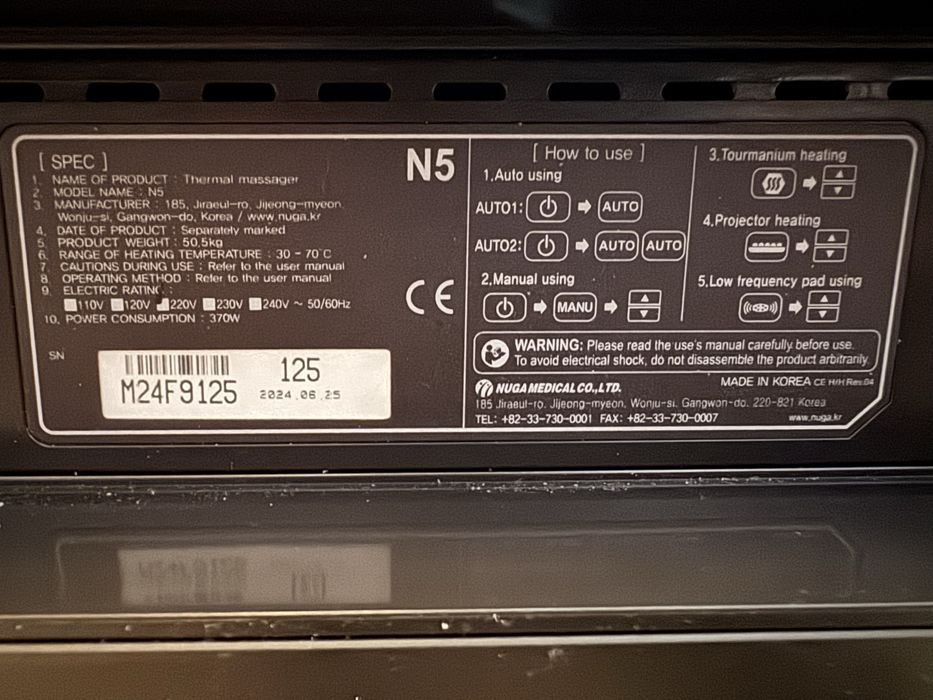 [ SPEC ]
N5
1. NAME OF PRODUCT : Thermal massager
2. MODEL NAME : N5
3. MANUFACTURER : 185, Jiraeul-ro, Jijeong-myeon,
Wonju-si, Gangwon-do, Korea / www.nuga.kr
4. DATE OF PRODUCT : Separately marked
5. PRODUCT WEIGHT : 50,5kg
6. RANGE OF HEATING TEMPERATURE : 30 - 70°C
7. CAUTIONS DURING USE : Refer to the user manual
8. OPERATING METHOD : Refer to the user manual
9. ELECTRIC RATING :
110V 120V 220V 230V 240V ~ 50/60Hz
10. POWER CONSUMPTION : 370W
CE
SN
M24F9125
125
2024.06.25
[ How to use ]
1.Auto using
AUTO1: AUTO
AUTO2: AUTO AUTO
2.Manual using
MANU
3.Tourmanium heating
4.Projector heating
5.Low frequency pad using
WARNING: Please read the use's manual carefully before use.
To avoid electrical shock, do not disassemble the product arbitrarily.
NUGA MEDICAL CO., LTD.
MADE IN KOREA CE H/H Rev.04
185 Jiraeul-ro, Jijeong-myeon, Wonju-si, Gangwon-do, 220-821 Korea
TEL: +82-33-730-0001 FAX: +82-33-730-0007
www.nuga.kr